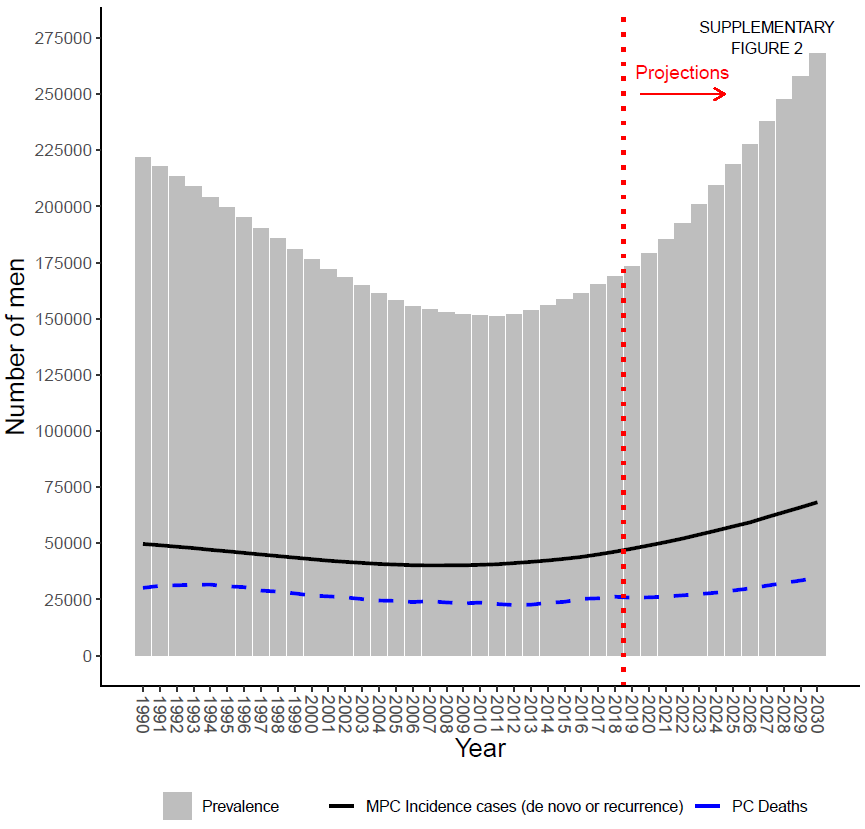 SUPPLEMENTARY
FIGURE 2
Projections
275000
250000
225000
200000
175000
150000
125000
100000
75000
50000
25000
0
Number of men
1990 1991 1992 1993 1994 1995 1996 1997 1998 1999 2000 2001 2002 2003 2004 2005 2006 2007 2008 2009 2010 2011 2012 2013 2014 2015 2016 2017 2018 2019 2020 2021 2022 2023 2024 2025 2026 2027 2028 2029 2030
Year
Prevalence MPC Incidence cases (de novo or recurrence) PC Deaths